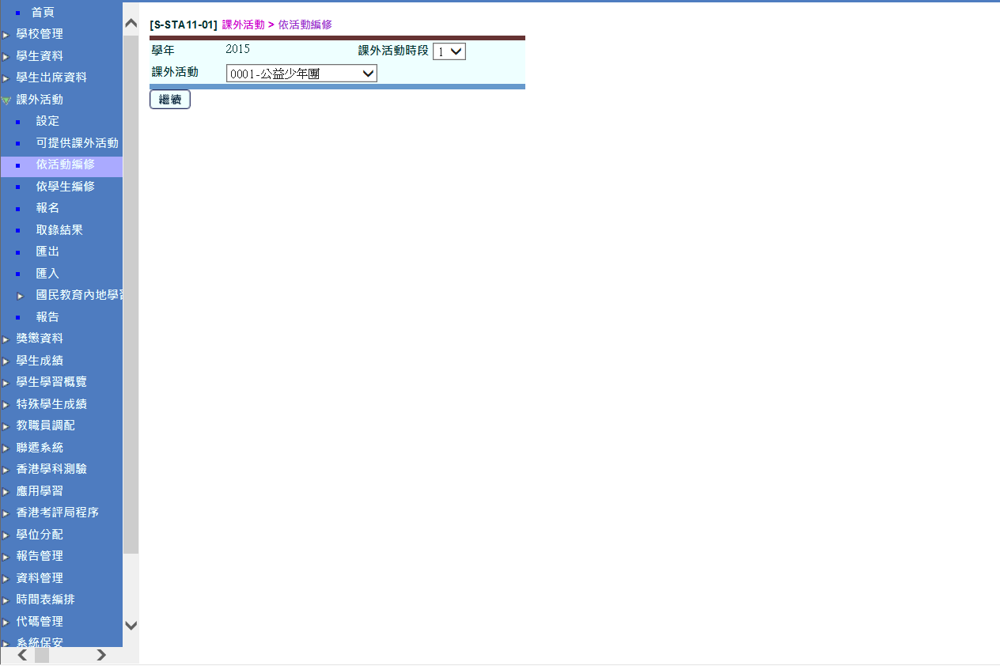 首頁
學校管理
學生資料
學生出席資料
課外活動
設定
可提供課外活動
依活動編修
依學生編修
報名
取錄結果
匯出
匯入
國民教育內地學習
報告
獎懲資料
學生成績
學生學習概覽
特殊學生成績
教職員調配
聯遞系統
香港學科測驗
應用學習
香港考評局程序
學位分配
報告管理
資料管理
時間表編排
代碼管理
系統保安
[S-STA11-01] 課外活動 > 依活動編修
學年 2015 課外活動時段 1
課外活動 0001-公益少年團
繼續